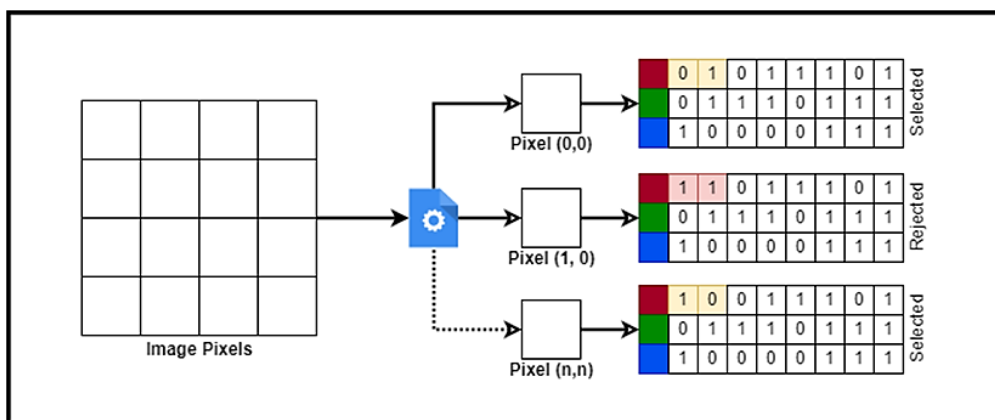 0 1 0 1 1 1 0 1
0 1 1 1 0 1 1 1
1 0 0 0 0 1 1 1
Selected
Pixel (0,0)
1 1 0 1 1 1 0 1
0 1 1 1 0 1 1 1
1 0 0 0 0 1 1 1
Rejected
Pixel (1, 0)
1 0 0 1 1 1 0 1
0 1 1 1 0 1 1 1
1 0 0 0 0 1 1 1
Selected
Pixel (n,n)
Image Pixels